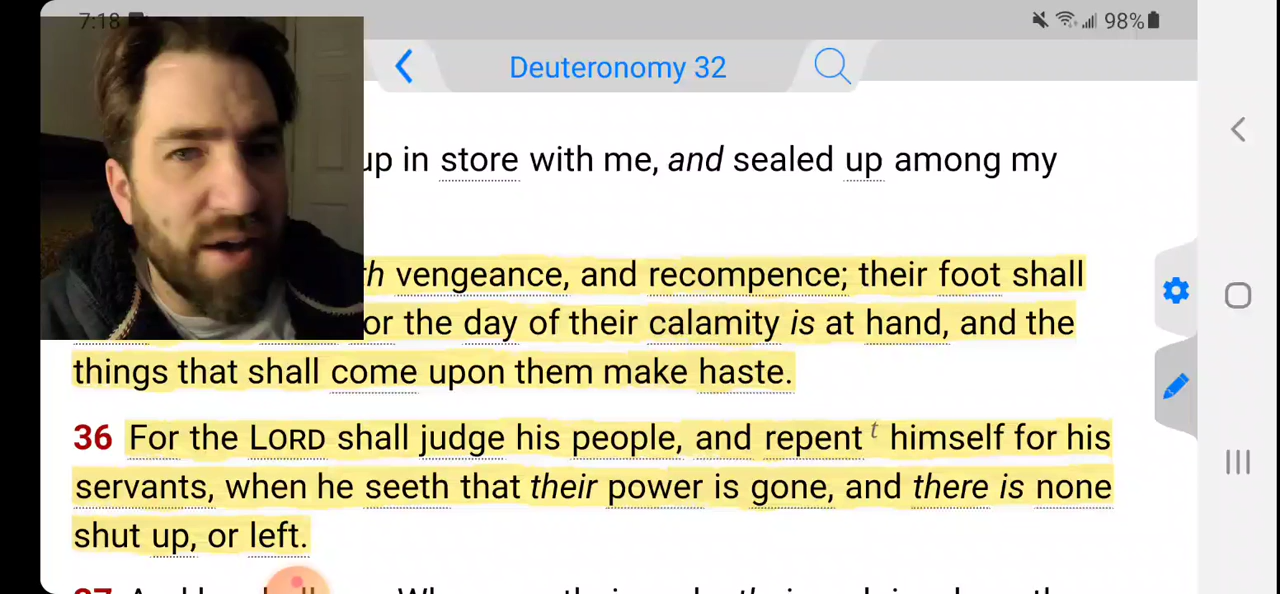 7:18
98%
Deuteronomy 32
up in store with me, and sealed up among my
vengeance, and recompence; their foot shall
or the day of their calamity is at hand, and the
things that shall come upon them make haste.
36 For the LORD shall judge his people, and repent t himself for his
servants, when he seeth that their power is gone, and there is none
shut up, or left.
37 And